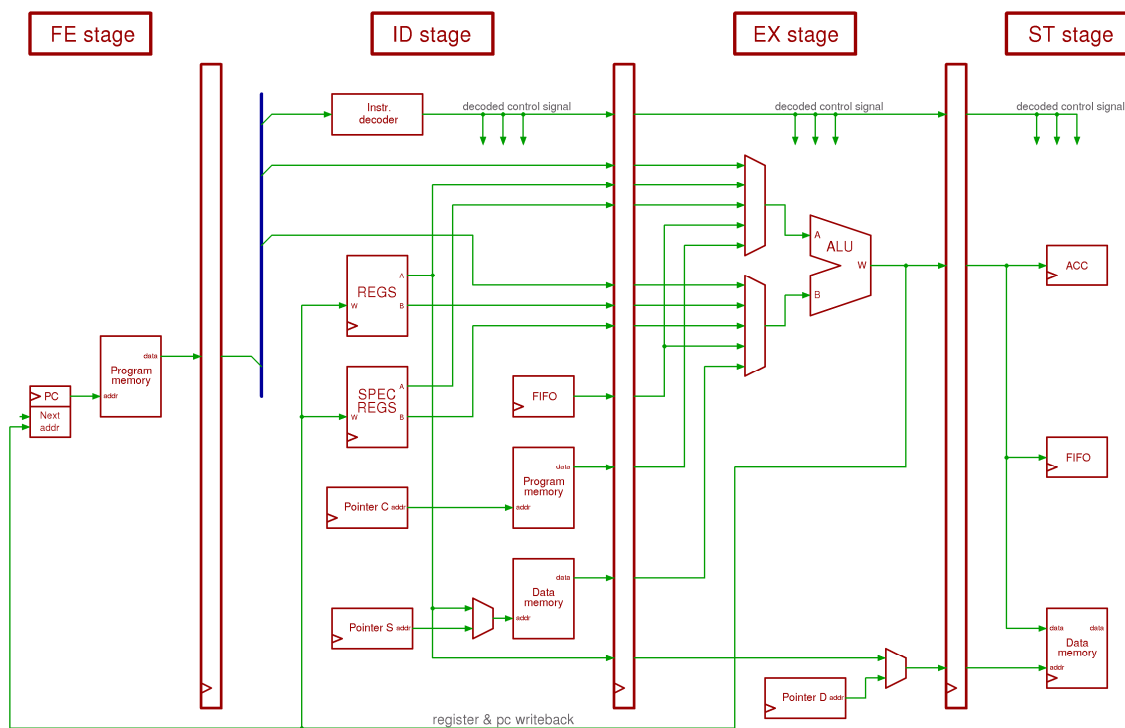 FE stage
ID stage
EX stage
ST stage
Instr.
decoder
decoded control signal
decoded control signal
decoded control signal
A
ALU
W
B
ACC
REGS
A
W
B
data
Program
memory
addr
PC
Next
addr
SPEC
REGS
A
W
B
FIFO
FIFO
data
Program
memory
addr
Pointer C addr
data
Data
memory
addr
Pointer S addr
data data
Data
memory
addr
Pointer D addr
register & pc writeback